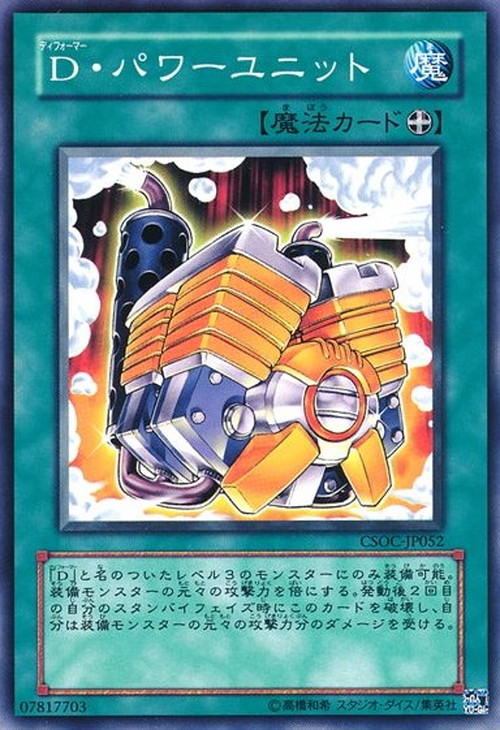 ディフォーマー
D・パワーユニット
魔
まほう
【魔法カード】
CSOC-JP052
「D」と名のついたレベル3のモンスターにのみ装備可能。
装備モンスターの元々の攻撃力を倍にする。発動後2回目
の自分のスタンバイフェイズ時にこのカードを破壊し、自
分は装備モンスターの元々の攻撃力分のダメージを受ける。
07817703
©高橋和希 スタジオ・ダイス/集英社